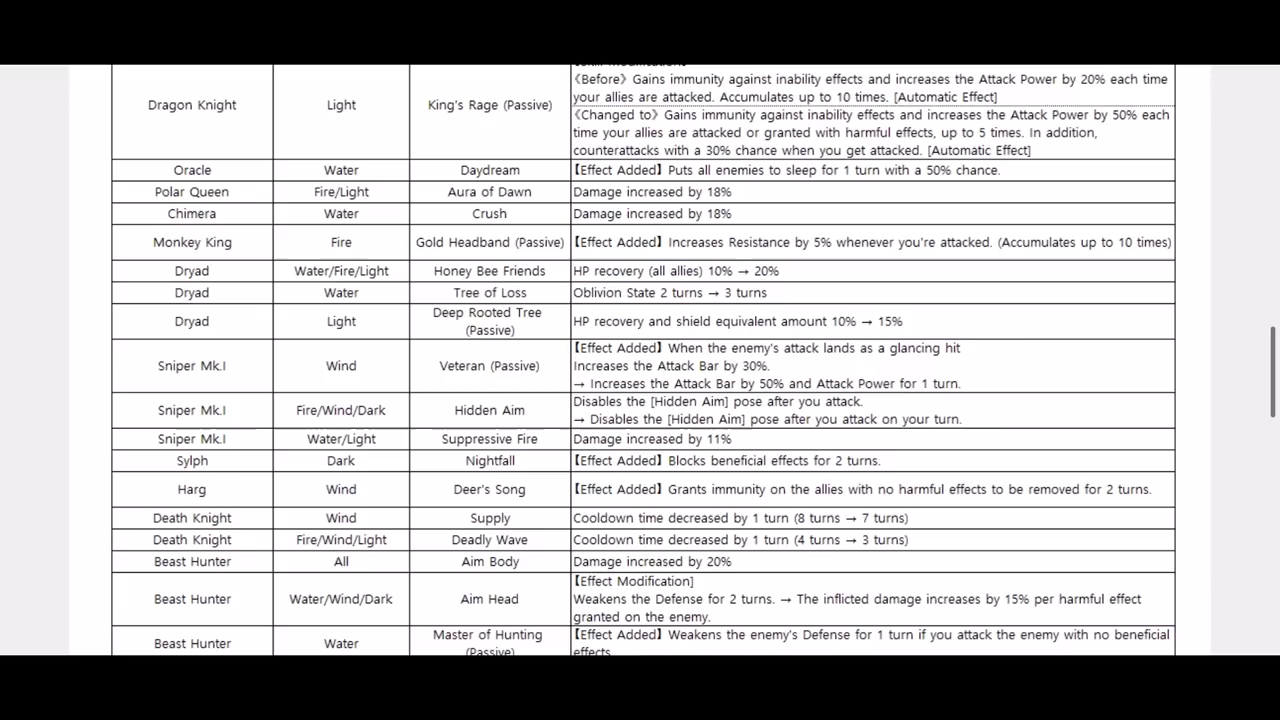 《Before》Gains immunity against inability effects and increases the Attack Power by 20% each time
your allies are attacked. Accumulates up to 10 times. [Automatic Effect]
Dragon Knight Light King's Rage (Passive)
《Changed to》Gains immunity against inability effects and increases the Attack Power by 50% each
time your allies are attacked or granted with harmful effects, up to 5 times. In addition,
counterattacks with a 30% chance when you get attacked. [Automatic Effect]
Oracle Water Daydream 【Effect Added】Puts all enemies to sleep for 1 turn with a 50% chance.
Polar Queen Fire/Light Aura of Dawn Damage increased by 18%
Chimera Water Crush Damage increased by 18%
Monkey King Fire Gold Headband (Passive) 【Effect Added】Increases Resistance by 5% whenever you're attacked. (Accumulates up to 10 times)
Dryad Water/Fire/Light Honey Bee Friends HP recovery (all allies) 10% → 20%
Dryad Water Tree of Loss Oblivion State 2 turns → 3 turns
Dryad Light Deep Rooted Tree
(Passive) HP recovery and shield equivalent amount 10% → 15%
【Effect Added】When the enemy's attack lands as a glancing hit
Sniper Mk.I Wind Veteran (Passive) Increases the Attack Bar by 30%.
→ Increases the Attack Bar by 50% and Attack Power for 1 turn.
Sniper Mk.I Fire/Wind/Dark Hidden Aim Disables the [Hidden Aim] pose after you attack.
→ Disables the [Hidden Aim] pose after you attack on your turn.
Sniper Mk.I Water/Light Suppressive Fire Damage increased by 11%
Sylph Dark Nightfall 【Effect Added】Blocks beneficial effects for 2 turns.
Harg Wind Deer's Song 【Effect Added】Grants immunity on the allies with no harmful effects to be removed for 2 turns.
Death Knight Wind Supply Cooldown time decreased by 1 turn (8 turns → 7 turns)
Death Knight Fire/Wind/Light Deadly Wave Cooldown time decreased by 1 turn (4 turns → 3 turns)
Beast Hunter All Aim Body Damage increased by 20%
【Effect Modification]
Beast Hunter Water/Wind/Dark Aim Head Weakens the Defense for 2 turns. → The inflicted damage increases by 15% per harmful effect
granted on the enemy.
Beast Hunter Water Master of Hunting
(Passive) 【Effect Added】Weakens the enemy's Defense for 1 turn if you attack the enemy with no beneficial
effects